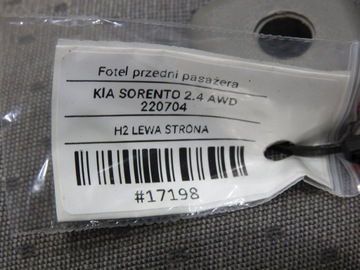 Fotel przedni pasażera
KIA SORENTO 2.4 AWD
220704
H2 LEWA STRONA
#17198